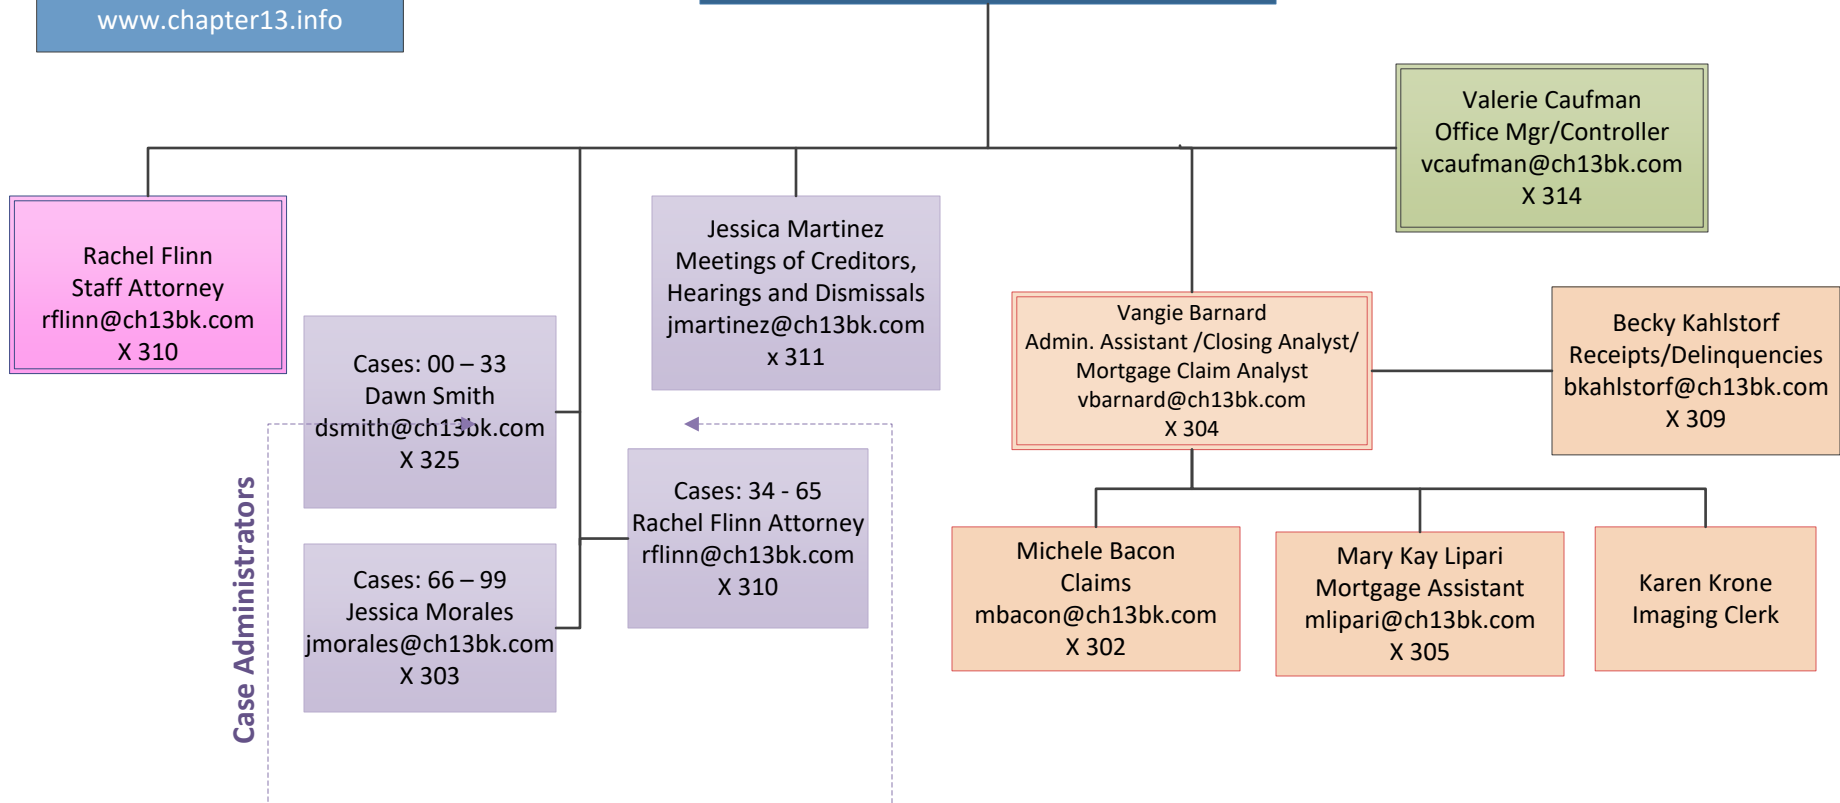 www.chapter13.info
Valerie Caufman
Office Mgr/Controller
vcaufman@ch13bk.com
X 314
Rachel Flinn
Staff Attorney
rflinn@ch13bk.com
X 310
Jessica Martinez
Meetings of Creditors,
Hearings and Dismissals
jmartinez@ch13bk.com
x 311
Vangie Barnard
Admin. Assistant /Closing Analyst/
Mortgage Claim Analyst
vbarnard@ch13bk.com
X 304
Becky Kahlstorf
Receipts/Delinquencies
bkahlstorf@ch13bk.com
X 309
Case Administrators
Cases: 00 – 33
Dawn Smith
dsmith@ch13bk.com
X 325
Cases: 34 - 65
Rachel Flinn Attorney
rflinn@ch13bk.com
X 310
Cases: 66 – 99
Jessica Morales
jmorales@ch13bk.com
X 303
Michele Bacon
Claims
mbacon@ch13bk.com
X 302
Mary Kay Lipari
Mortgage Assistant
mlipari@ch13bk.com
X 305
Karen Krone
Imaging Clerk